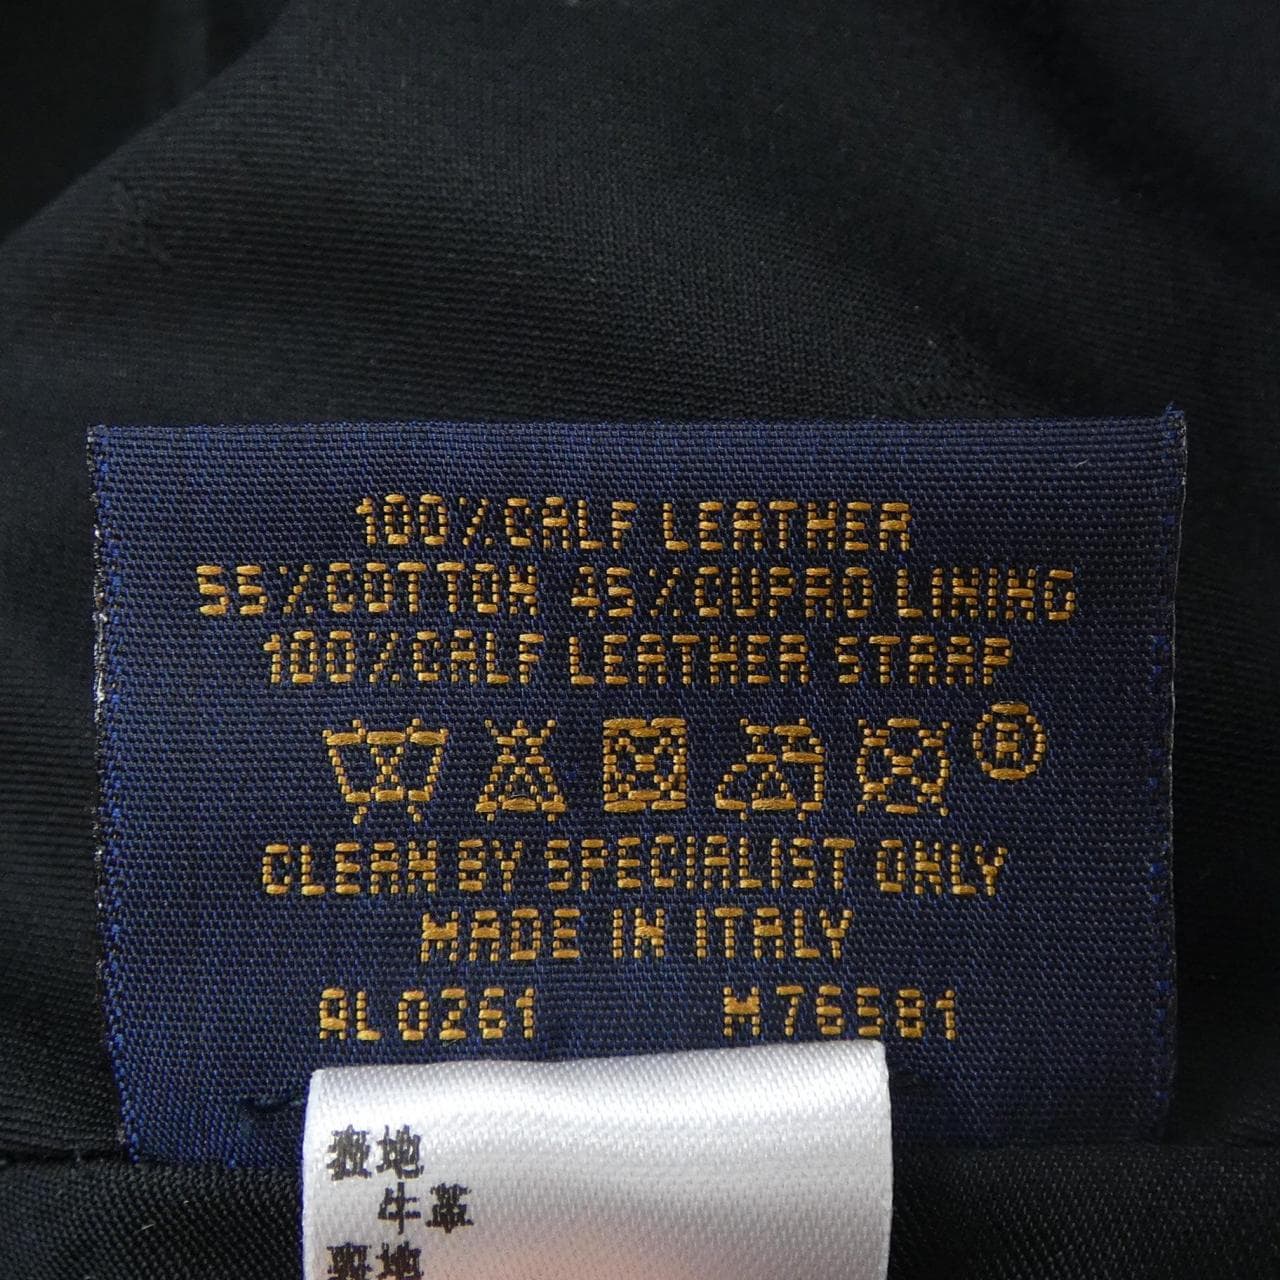 100%CALF LEATHER
55%COTTON 45%CUPRO LINING
100%CALF LEATHER STRAP
®
CLEAN BY SPECIALIST ONLY
MADE IN ITALY
AL0261 M76581
表地
牛革
裏地